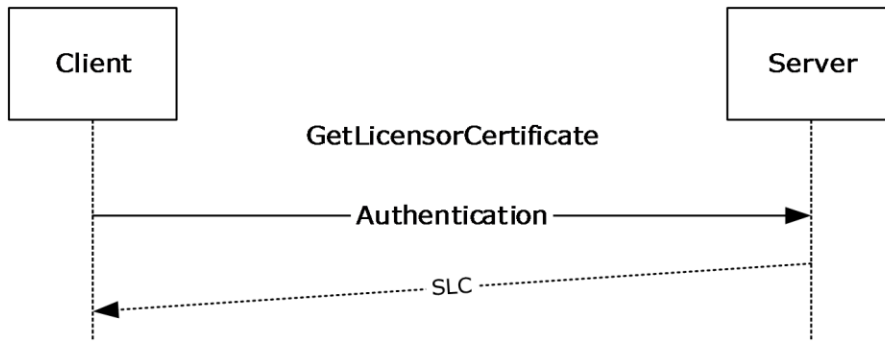 Client
Server
GetLicensorCertificate
Authentication
SLC